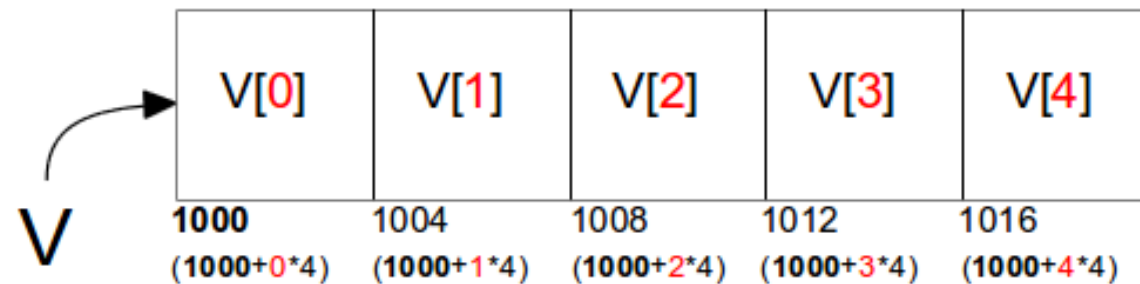 V[0] V[1] V[2] V[3] V[4]
V
1000 1004 1008 1012 1016
(1000+0*4) (1000+1*4) (1000+2*4) (1000+3*4) (1000+4*4)